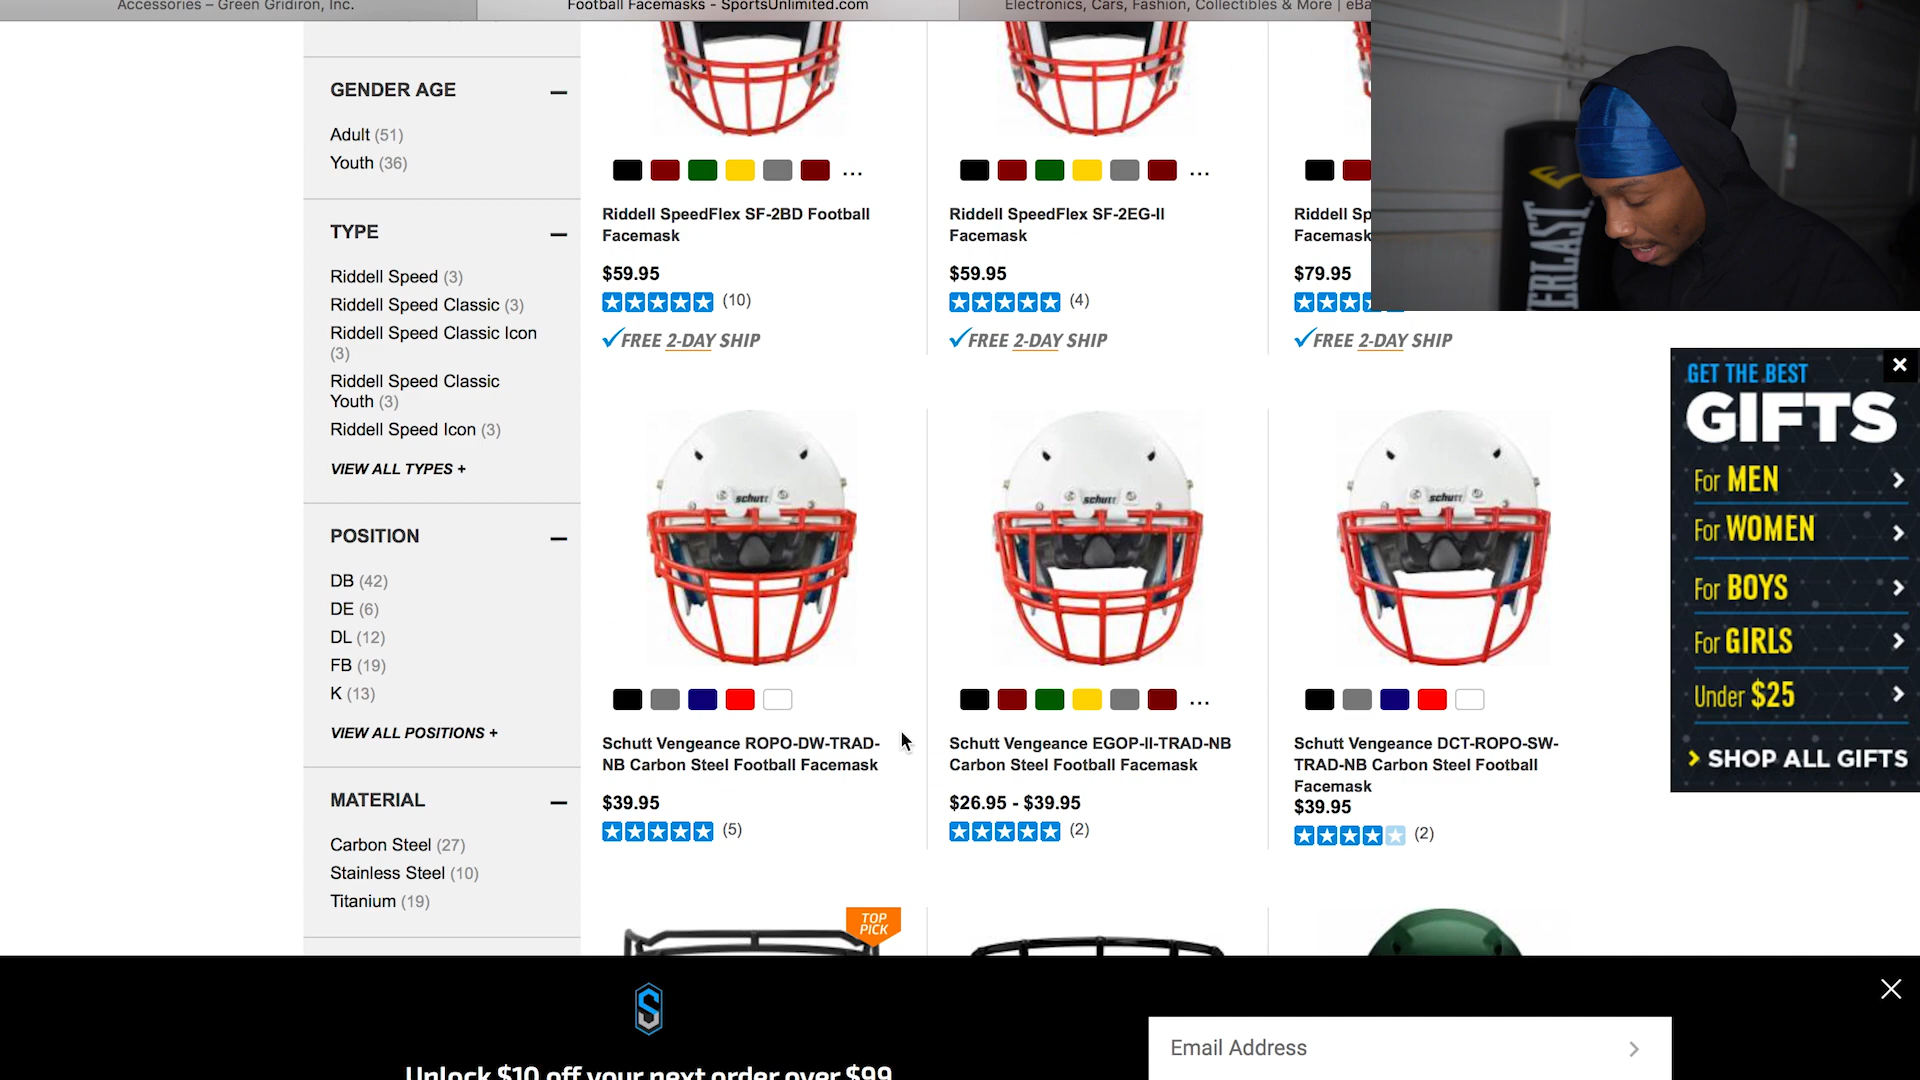 Accessories – Green Gridiron, Inc.
Football Facemasks - SportsUnlimited.com
Electronics, Cars, Fashion, Collectibles & More | eBa
GENDER AGE
Adult (51)
Youth (36)
TYPE
Riddell Speed (3)
Riddell Speed Classic (3)
Riddell Speed Classic Icon
(3)
Riddell Speed Classic
Youth (3)
Riddell Speed Icon (3)
VIEW ALL TYPES +
POSITION
DB (42)
DE (6)
DL (12)
FB (19)
K (13)
VIEW ALL POSITIONS +
MATERIAL
Carbon Steel (27)
Stainless Steel (10)
Titanium (19)
Riddell SpeedFlex SF-2BD Football
Facemask
$59.95
(10)
FREE 2-DAY SHIP
Riddell SpeedFlex SF-2EG-II
Facemask
$59.95
(4)
FREE 2-DAY SHIP
Riddell Sp
Facemask
$79.95
FREE 2-DAY SHIP
schutt
schutt
schutt
Schutt Vengeance ROPO-DW-TRAD-
NB Carbon Steel Football Facemask
$39.95
(5)
Schutt Vengeance EGOP-II-TRAD-NB
Carbon Steel Football Facemask
$26.95 - $39.95
(2)
Schutt Vengeance DCT-ROPO-SW-
TRAD-NB Carbon Steel Football
Facemask
$39.95
(2)
TOP
PICK
VERLAST
GET THE BEST
GIFTS
For MEN
For WOMEN
For BOYS
For GIRLS
Under $25
SHOP ALL GIFTS
Unlock $10 off your next order over $99
Email Address